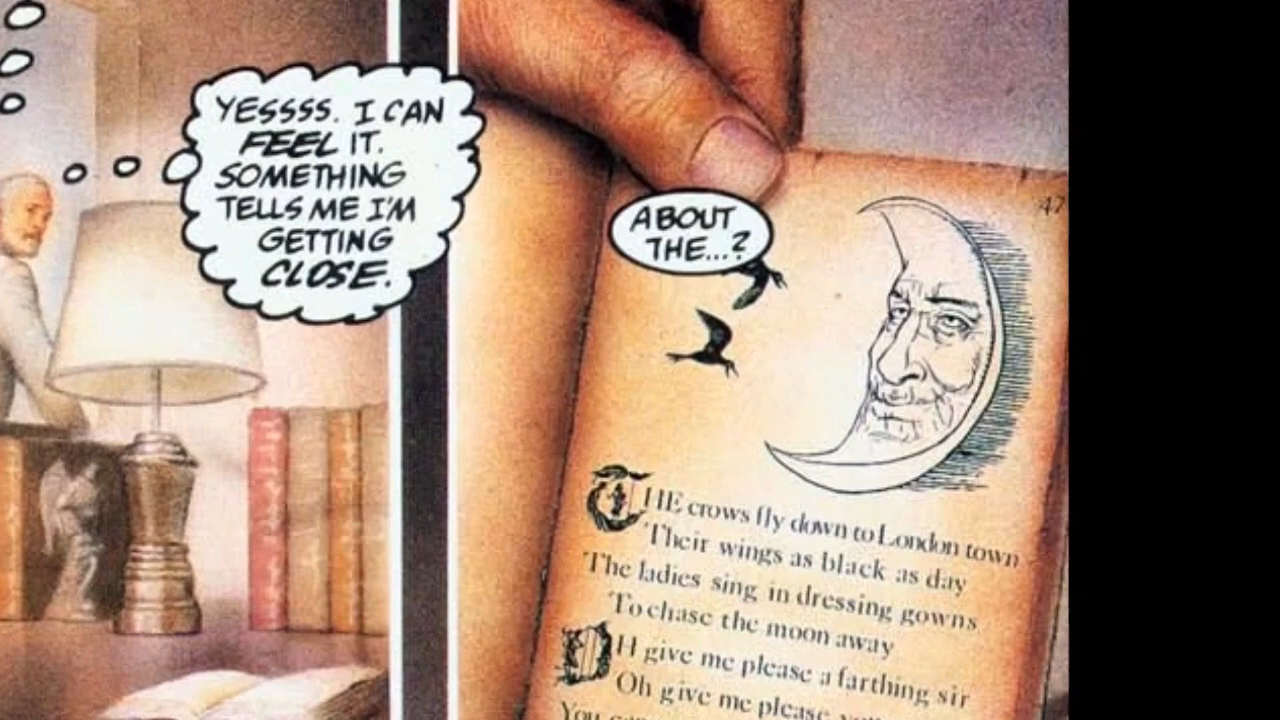 YESSSS. I CAN
FEEL IT.
SOMETHING
TELLS ME I'M
GETTING
CLOSE.
ABOUT
THE...?
47
THE crows fly down to London town
Their wings as black as day
The ladies sing in dressing gowns
To chase the moon away
OH give me please a farthing sir
Oh give me please
You